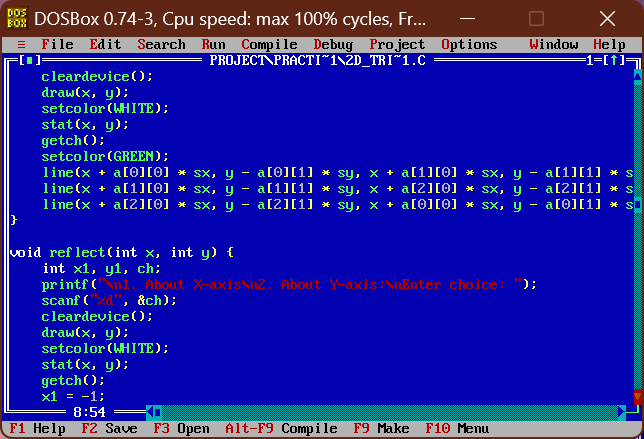 DOSBox 0.74-3, Cpu speed: max 100% cycles, Fr...
≡ File Edit Search Run Compile Debug Project Options Window Help
[■] PROJECT\PRACTI~1\2D_TRI~1.C 1=[↑]
cleardevice();
draw(x, y);
setcolor(WHITE);
stat(x, y);
getch();
setcolor(GREEN);
line(x + a[0][0] * sx, y - a[0][1] * sy, x + a[1][0] * sx, y - a[1][1] * s
line(x + a[1][0] * sx, y - a[1][1] * sy, x + a[2][0] * sx, y - a[2][1] * s
line(x + a[2][0] * sx, y - a[2][1] * sy, x + a[0][0] * sx, y - a[0][1] * s
}
void reflect(int x, int y) {
int x1, y1, ch;
printf("\n1. About X-axis\n2. About Y-axis:\nEnter choice: ");
scanf("%d", &ch);
cleardevice();
draw(x, y);
setcolor(WHITE);
stat(x, y);
getch();
x1 = -1;
8:54
F1 Help F2 Save F3 Open Alt-F9 Compile F9 Make F10 Menu